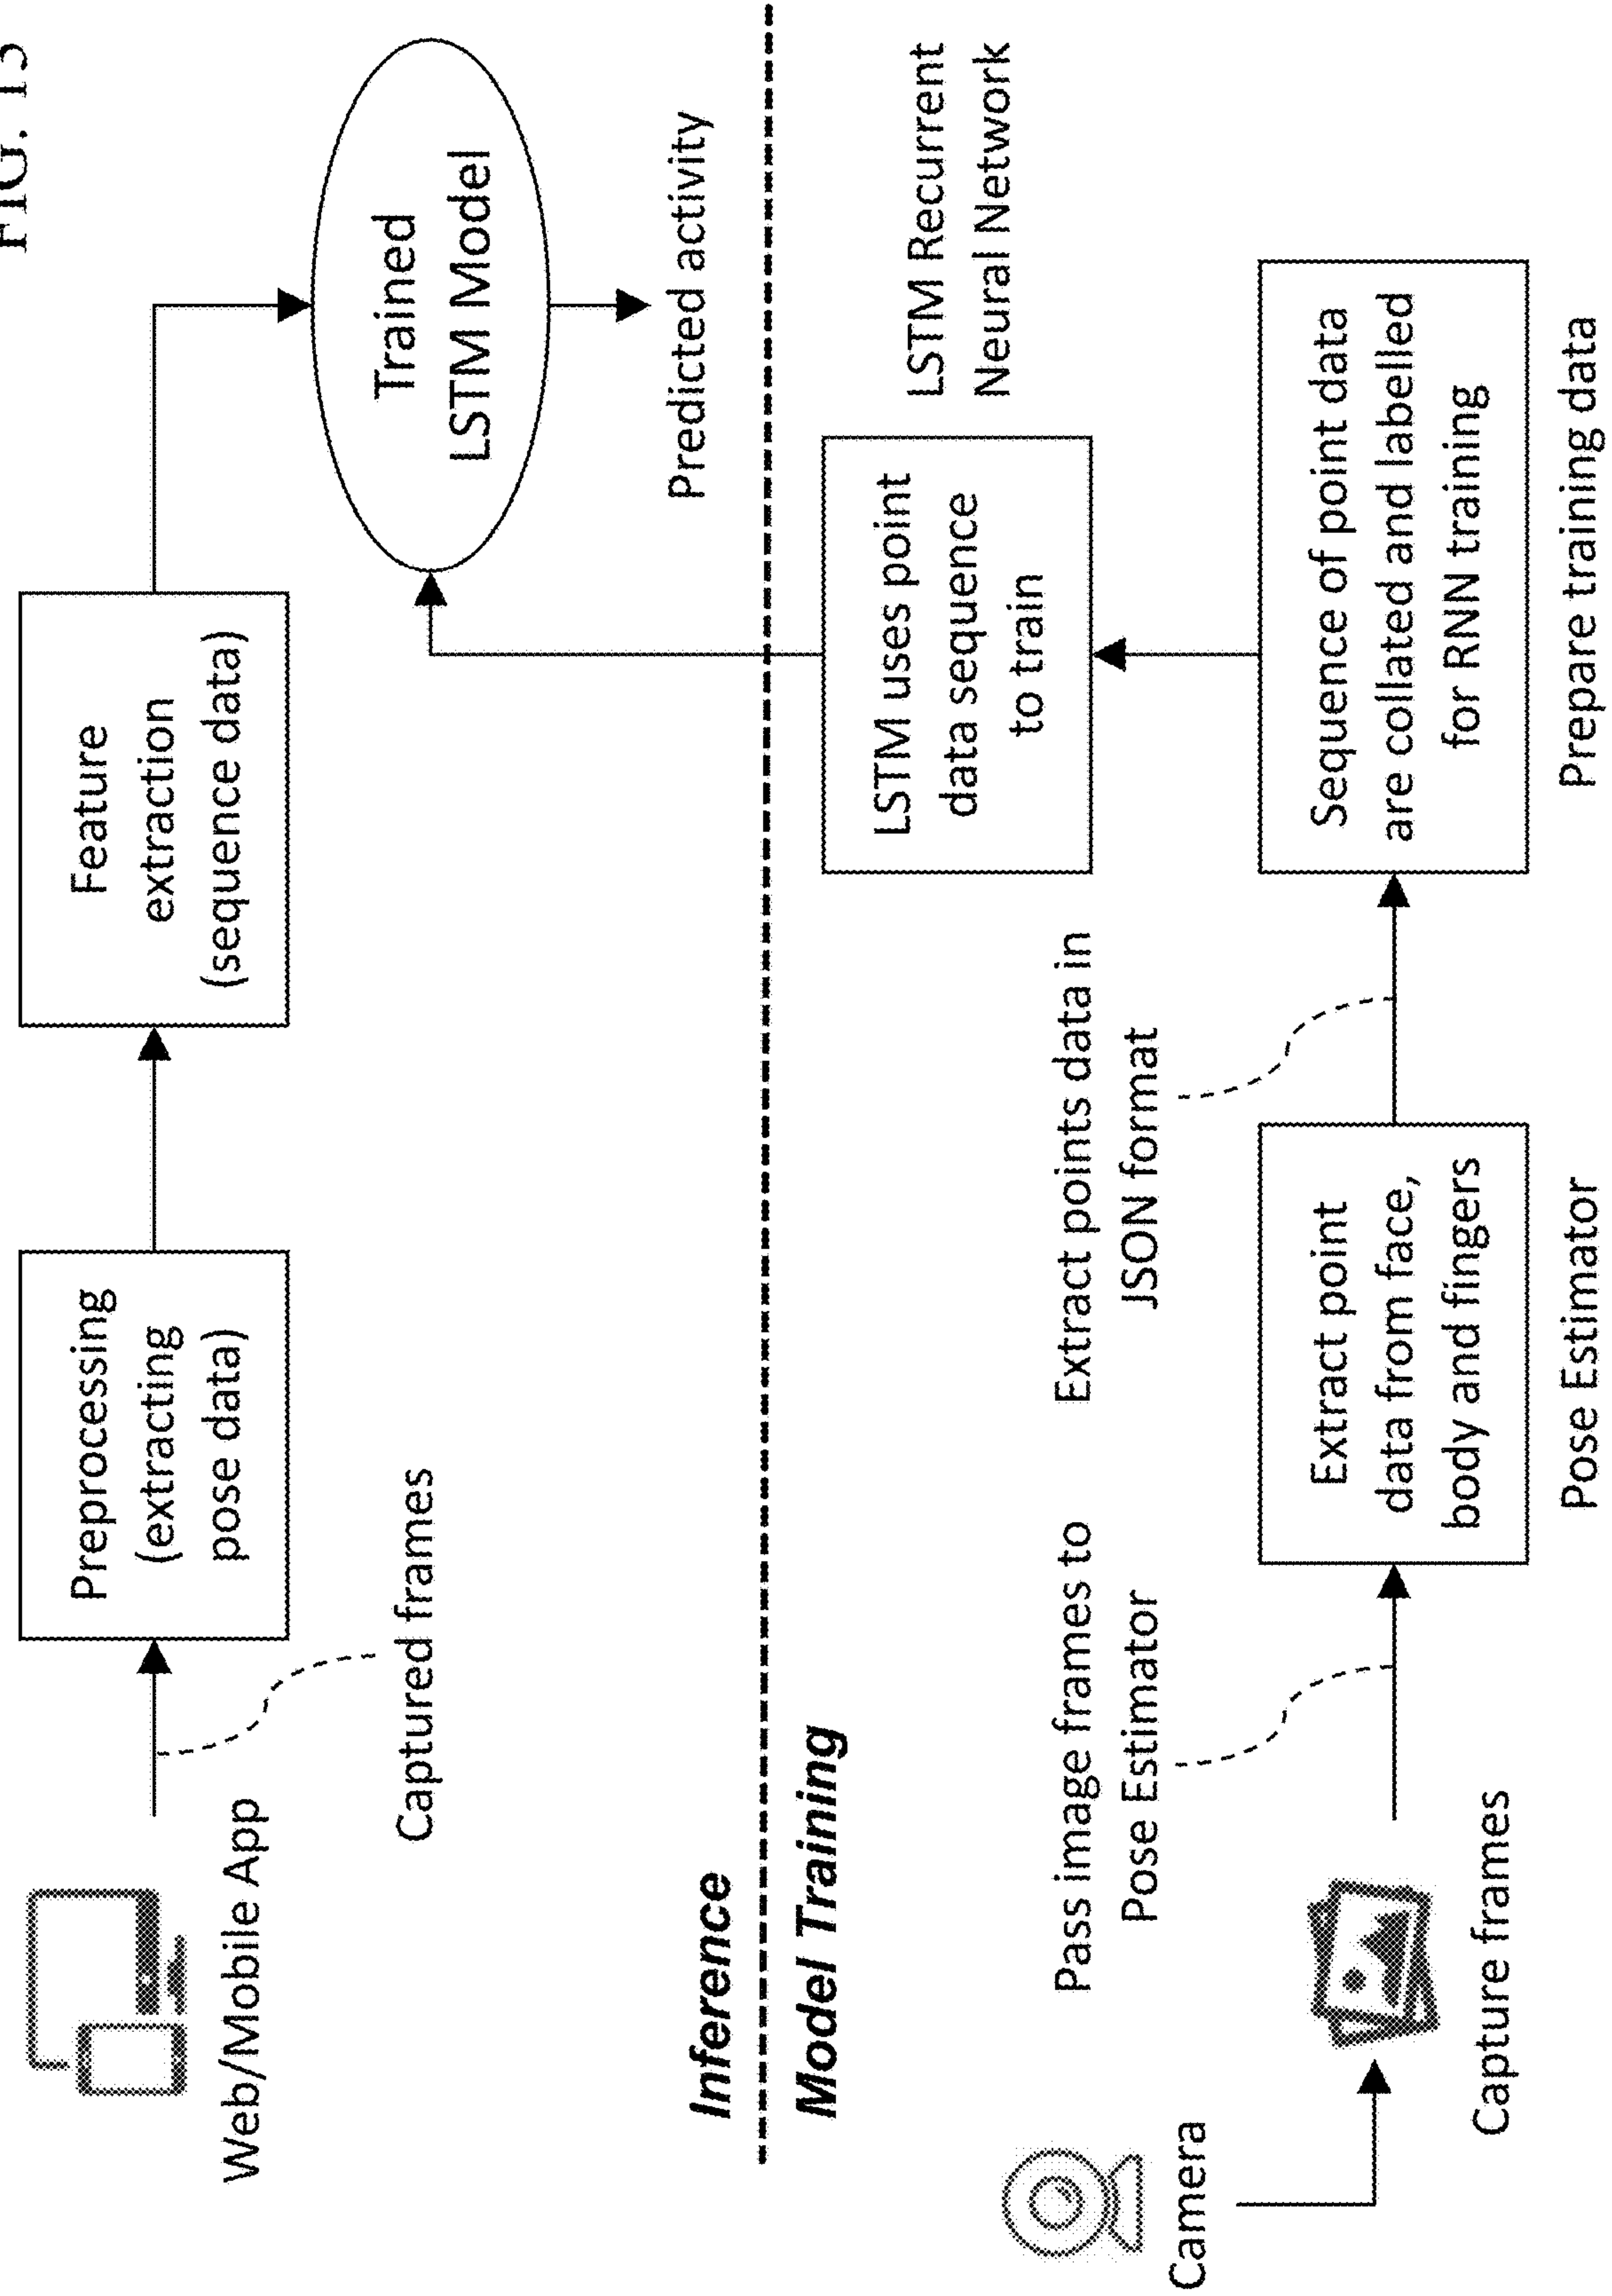 FIG.
Web/Mobile App
Captured frames
Preprocessing
(extracting
pose data)
Feature
extraction
(sequence data)
Trained
LSTM Model
Predicted activity
Inference
Model Training
Camera
Capture frames
Pass image frames to
Pose Estimator
Extract point
data from face,
body and fingers
Pose Estimator
Extract points data in
JSON format
Sequence of point data
are collated and labelled
for RNN training
Prepare training data
LSTM uses point
data sequence
to train
LSTM Recurrent
Neural Network